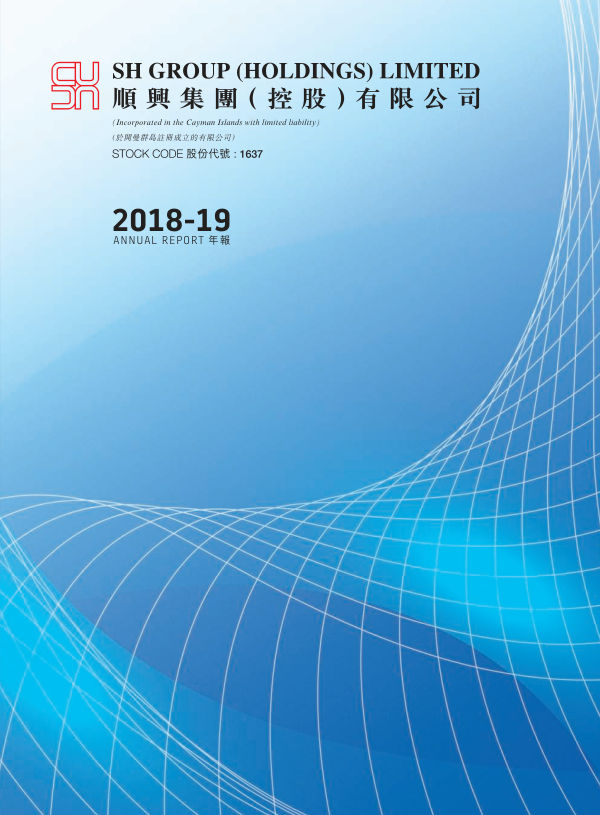 SH GROUP (HOLDINGS) LIMITED
順興集團(控股)有限公司
(Incorporated in the Cayman Islands with limited liability)
(於開曼群島註冊成立的有限公司)
STOCK CODE 股份代號 : 1637
2018-19
ANNUAL REPORT 年報